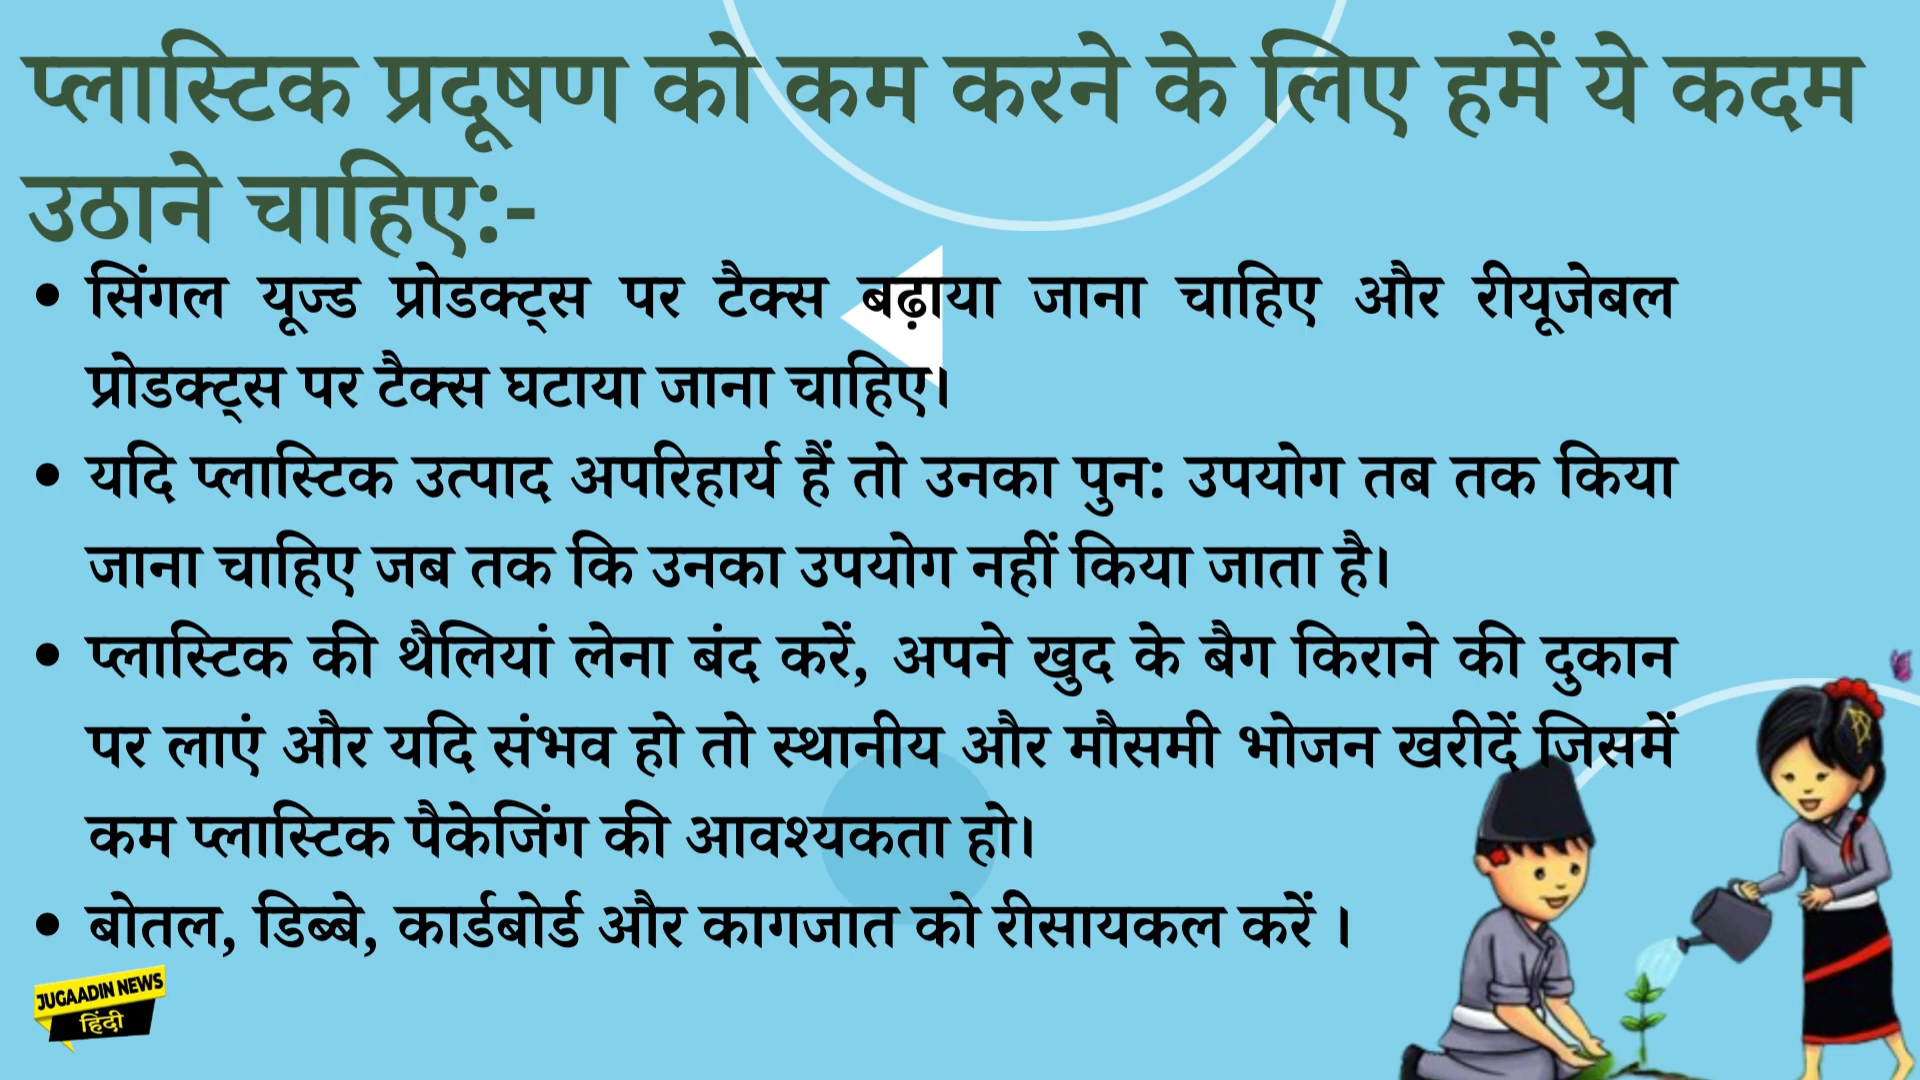 प्लास्टिक प्रदूषण को कम करने के लिए हमें ये कदम
उठाने चाहिए:-
• सिंगल यूज्ड प्रोडक्ट्स पर टैक्स बढ़ाया जाना चाहिए और रीयूजेबल
प्रोडक्ट्स पर टैक्स घटाया जाना चाहिए।
• यदि प्लास्टिक उत्पाद अपरिहार्य हैं तो उनका पुन: उपयोग तब तक किया
जाना चाहिए जब तक कि उनका उपयोग नहीं किया जाता है।
• प्लास्टिक की थैलियां लेना बंद करें, अपने खुद के बैग किराने की दुकान
पर लाएं और यदि संभव हो तो स्थानीय और मौसमी भोजन खरीदें जिसमें
कम प्लास्टिक पैकेजिंग की आवश्यकता हो।
• बोतल, डिब्बे, कार्डबोर्ड और कागजात को रीसायकल करें ।
JUGAADIN NEWS
हिंदी